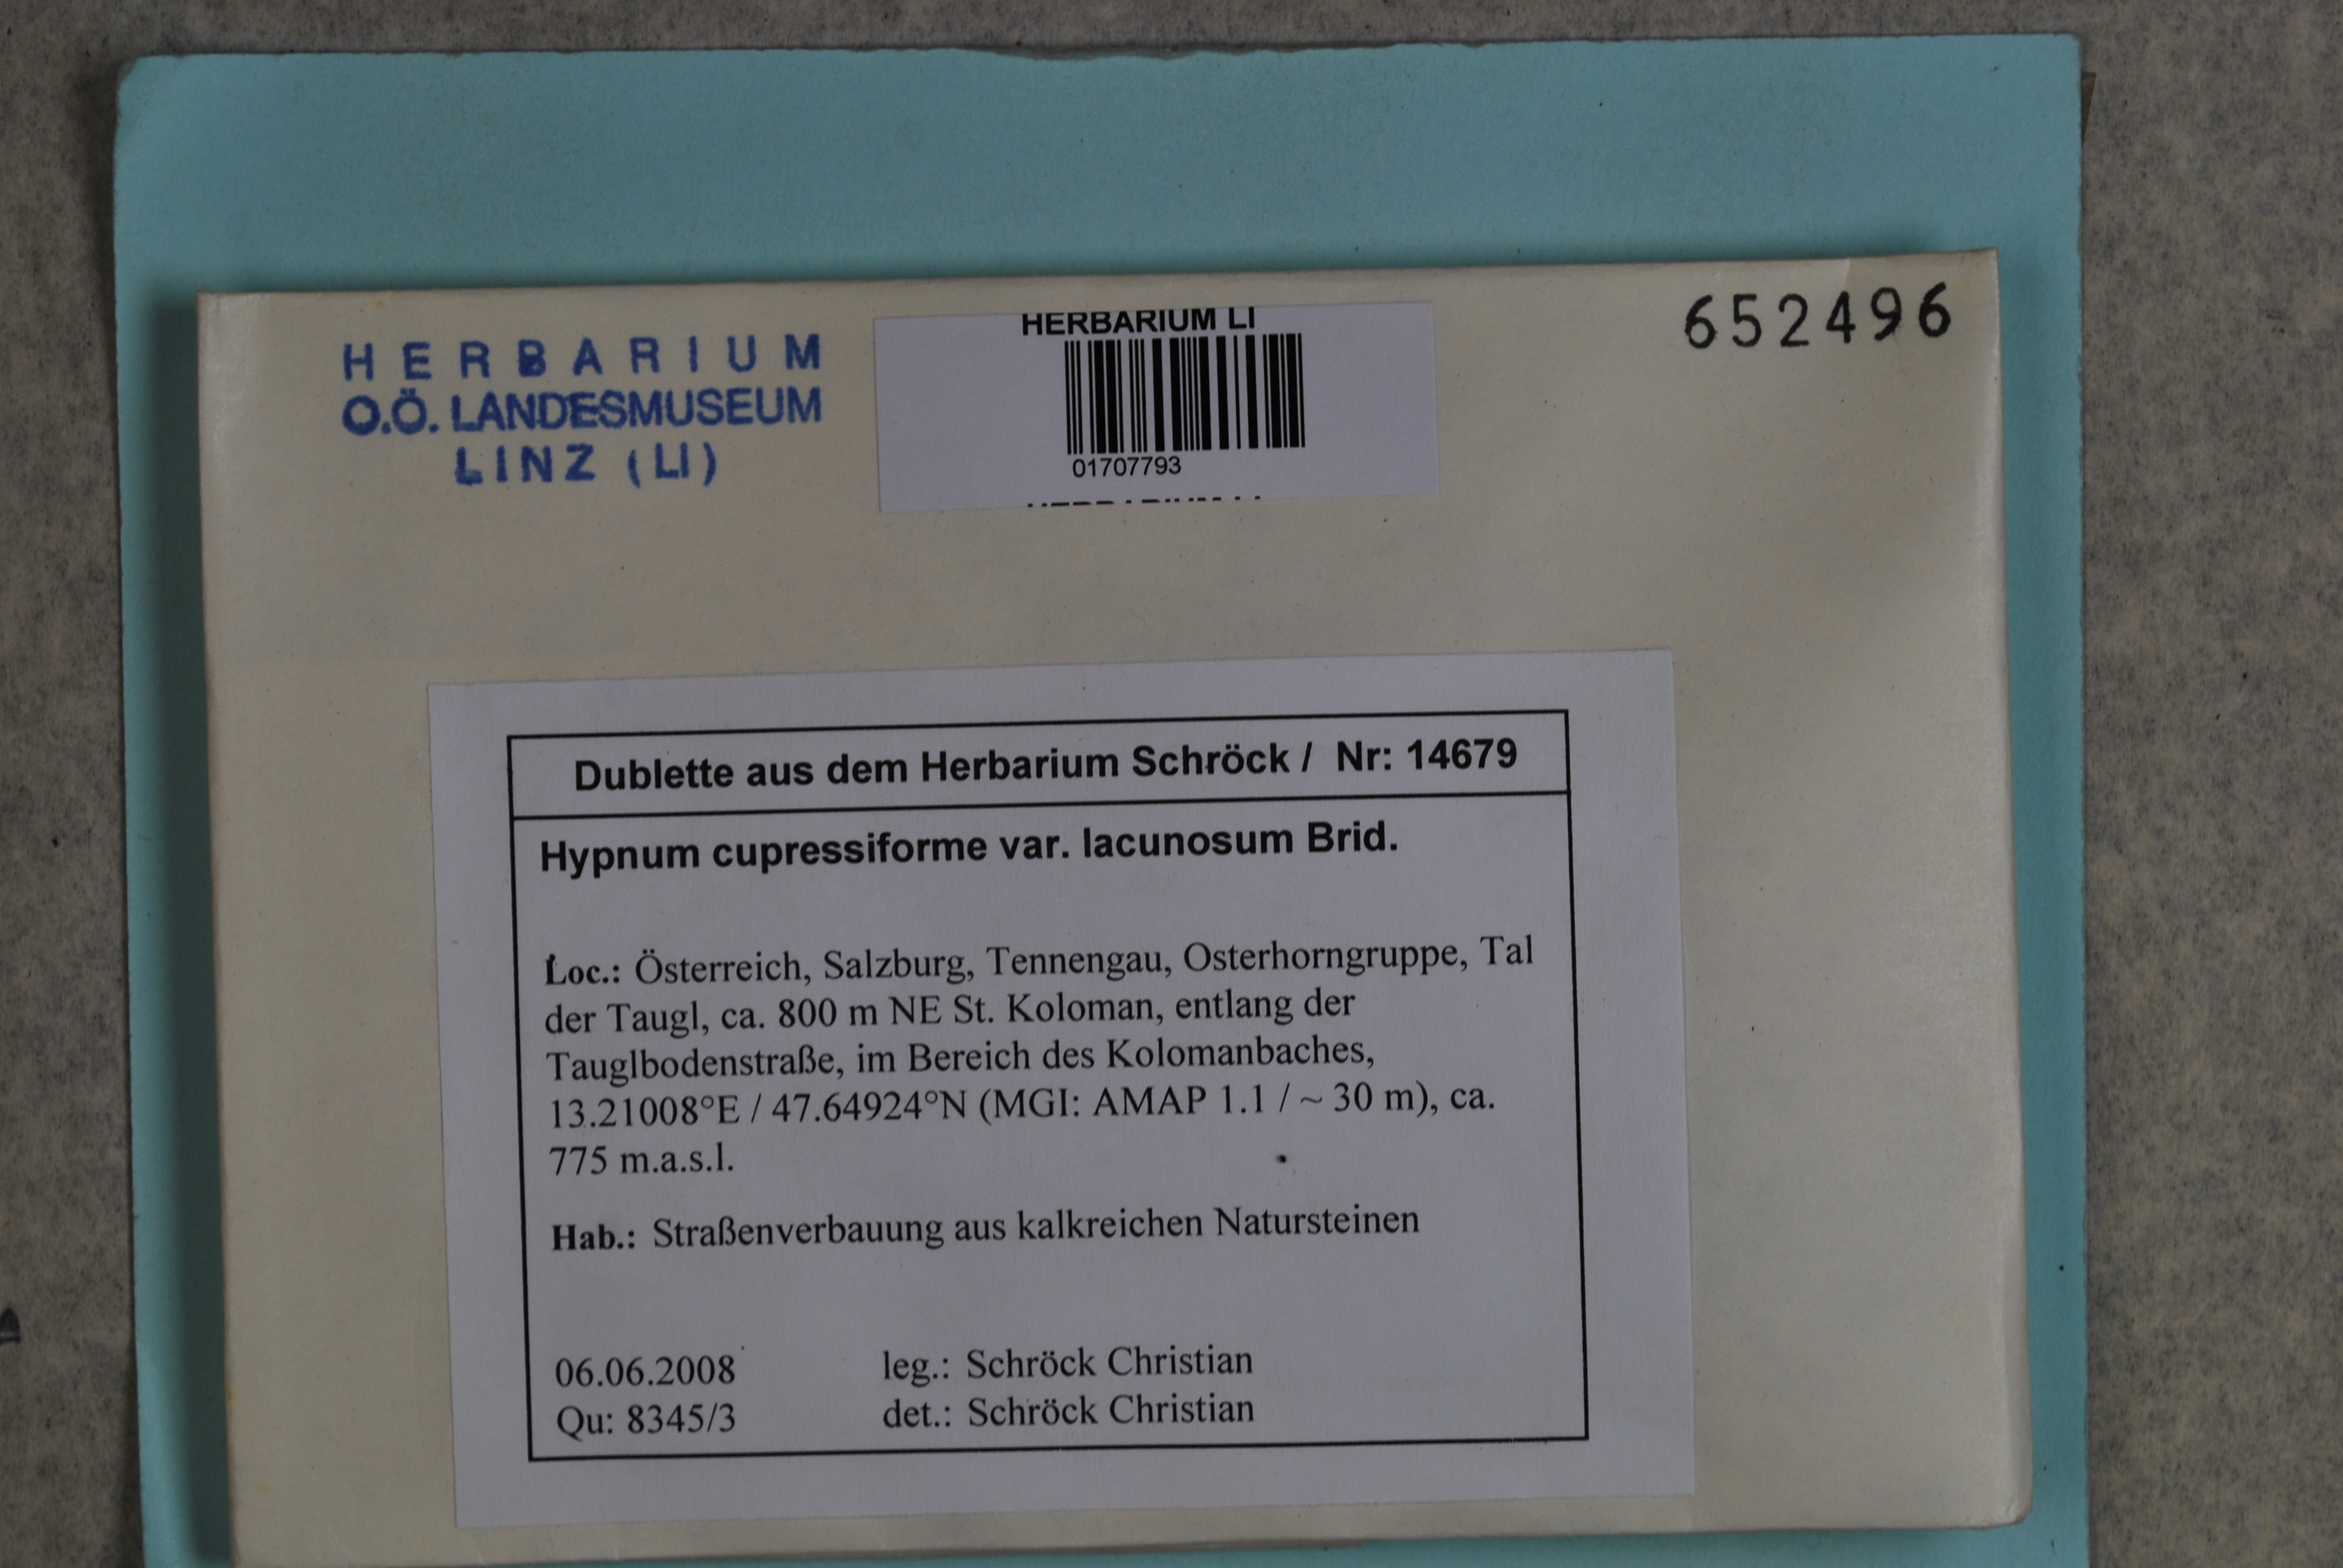 HERBARIUM
O.Ö. LANDESMUSEUM
LINZ (LI)
HERBARIUM LI
01707793
652496
Dublette aus dem Herbarium Schröck / Nr: 14679
Hypnum cupressiforme var. lacunosum Brid.
Loc.: Österreich, Salzburg, Tennengau, Osterhorngruppe, Tal
der Taugl, ca. 800 m NE St. Koloman, entlang der
Tauglbodenstraße, im Bereich des Kolomanbaches,
13.21008°E / 47.64924°N (MGI: AMAP 1.1 / ~ 30 m), ca.
775 m.a.s.l.
Hab.: Straßenverbauung aus kalkreichen Natursteinen
06.06.2008 leg.: Schröck Christian
Qu: 8345/3 det.: Schröck Christian